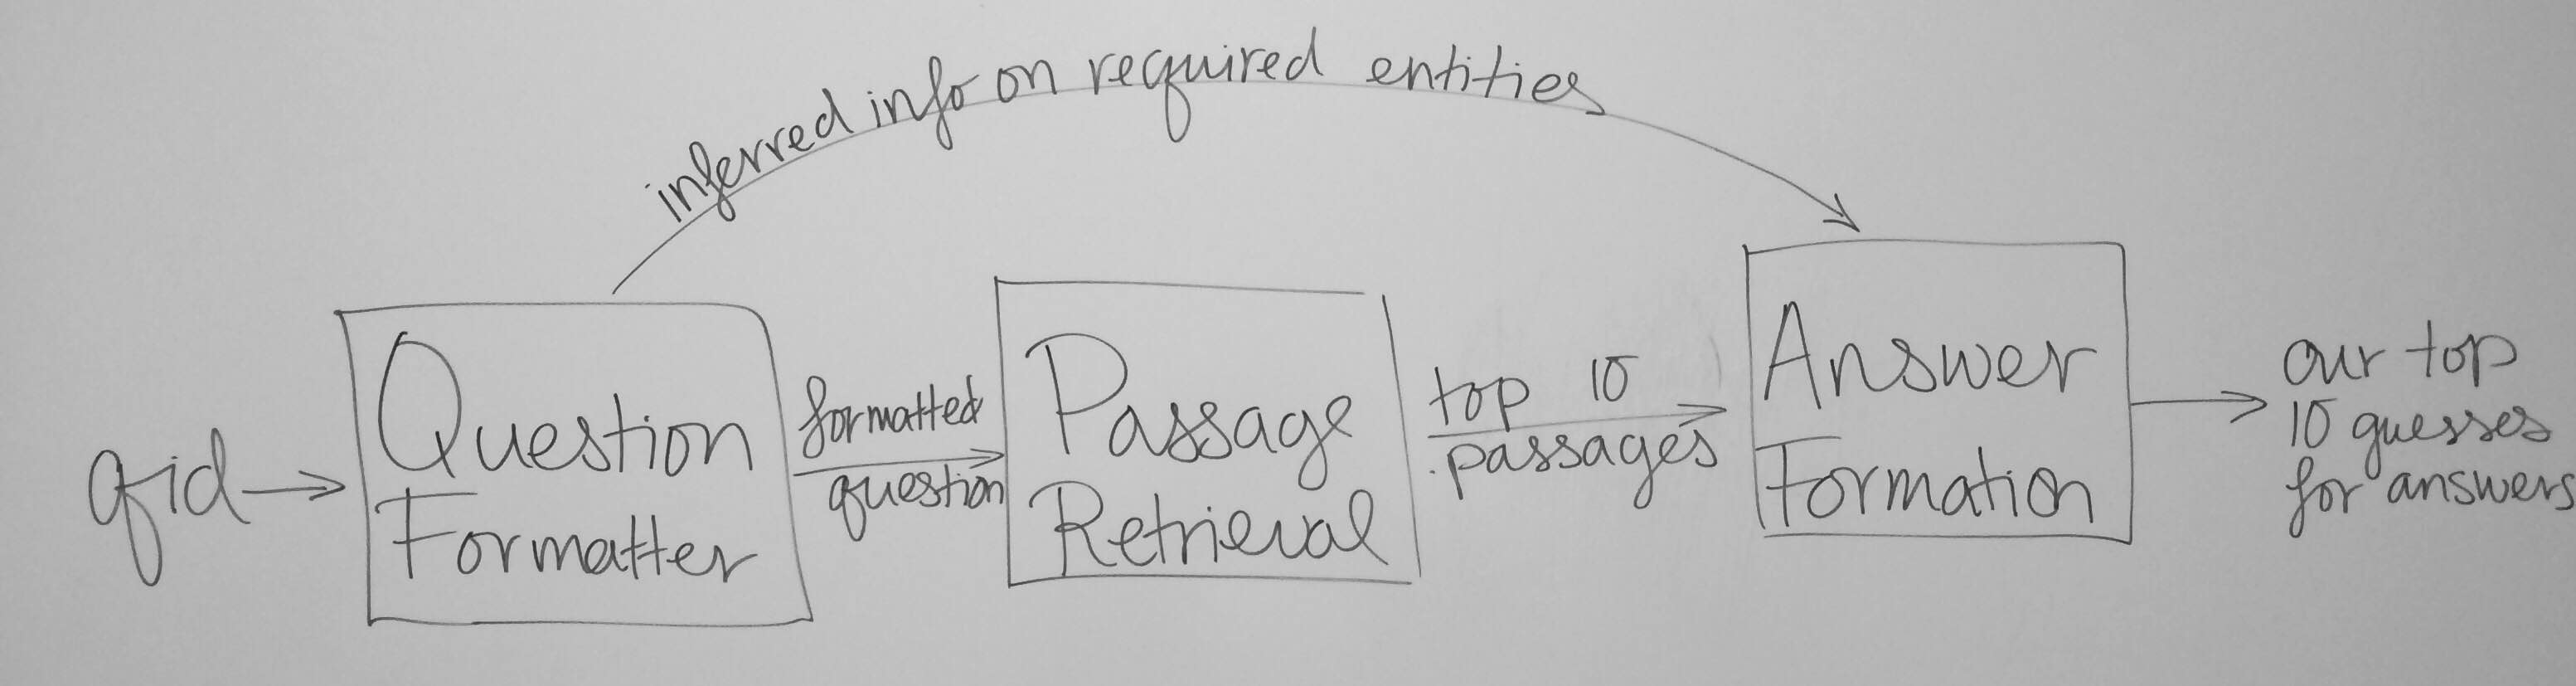 inferred info on required entities
qid
Question
Formatter
formatted
question
Passage
Retrieval
top 10
passages
Answer
Formation
our top
10 guesses
for answers